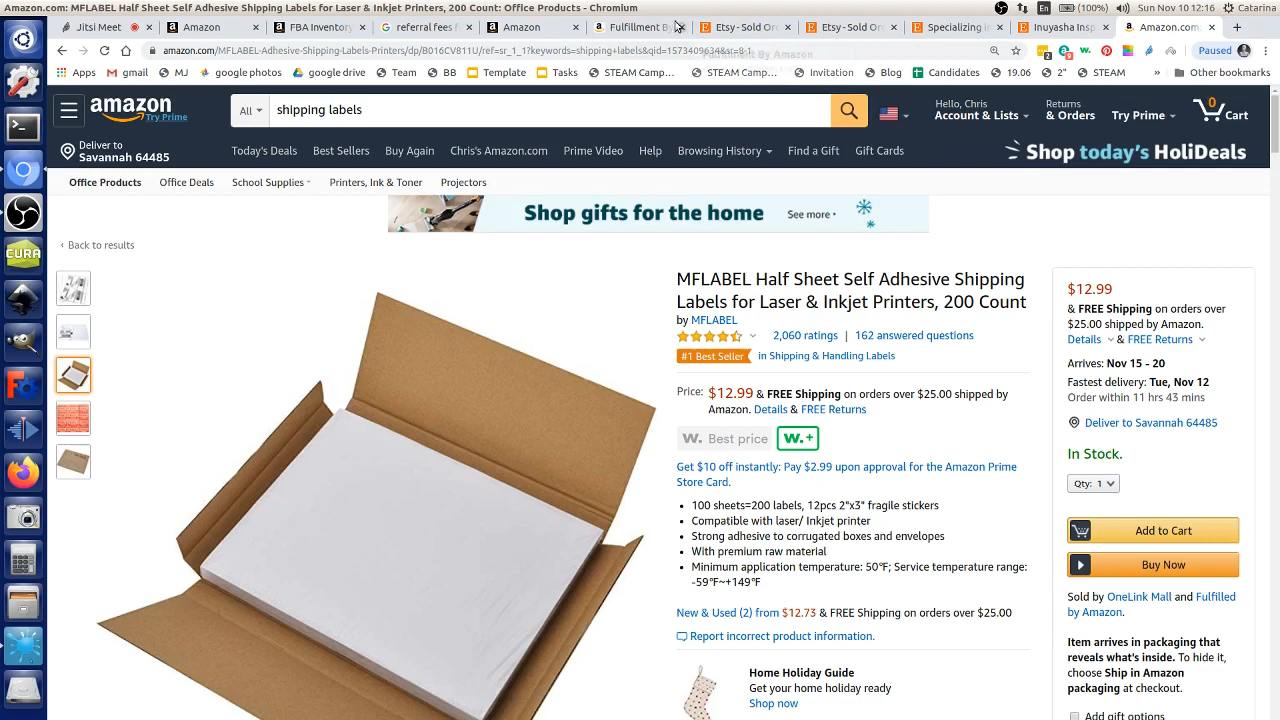 Amazon.com: MFLABEL Half Sheet Self Adhesive Shipping Labels for Laser & Inkjet Printers, 200 Count: Office Products - Chromium
En (100%) Sun Nov 10 12:16 Catarina
Jitsi Meet Amazon FBA Inventory referral fees Amazon Fulfillment By Etsy - Sold Or Etsy - Sold Or Specializing in Inuyasha Insp Amazon.com:
amazon.com/MFLABEL-Adhesive-Shipping-Labels-Printers/dp/B016CV811U/ref=sr_1_1?keywords=shipping+labels&qid=1573409634&sr=8-1 Paused
Apps gmail MJ google photos google drive Team BB Template Tasks STEAM Camp... STEAM Camp... Invitation Blog Candidates 19.06 2" STEAM » Other bookmarks
amazon
Try Prime
All shipping labels
Hello, Chris
Account & Lists
Returns
& Orders
Try Prime
0
Cart
Deliver to
Savannah 64485
Today's Deals Best Sellers Buy Again Chris's Amazon.com Prime Video Help Browsing History Find a Gift Gift Cards
Shop today's HoliDeals
Office Products Office Deals School Supplies Printers, Ink & Toner Projectors
Shop gifts for the home See more
‹ Back to results
MFLABEL Half Sheet Self Adhesive Shipping
Labels for Laser & Inkjet Printers, 200 Count
by MFLABEL
2,060 ratings | 162 answered questions
#1 Best Seller in Shipping & Handling Labels
Price: $12.99 & FREE Shipping on orders over $25.00 shipped by
Amazon. Details & FREE Returns
W. Best price W.+
Get $10 off instantly: Pay $2.99 upon approval for the Amazon Prime
Store Card.
• 100 sheets=200 labels, 12pcs 2"x3" fragile stickers
• Compatible with laser/ Inkjet printer
• Strong adhesive to corrugated boxes and envelopes
• With premium raw material
• Minimum application temperature: 50°F; Service temperature range:
-59°F~+149°F
New & Used (2) from $12.73 & FREE Shipping on orders over $25.00
Report incorrect product information.
Home Holiday Guide
Get your home holiday ready
Shop now
$12.99
& FREE Shipping on orders over
$25.00 shipped by Amazon.
Details & FREE Returns
Arrives: Nov 15 - 20
Fastest delivery: Tue, Nov 12
Order within 11 hrs 43 mins
Deliver to Savannah 64485
In Stock.
Qty: 1
Add to Cart
Buy Now
Sold by OneLink Mall and Fulfilled
by Amazon.
Item arrives in packaging that
reveals what's inside. To hide it,
choose Ship in Amazon
packaging at checkout.
Add gift options
CURA